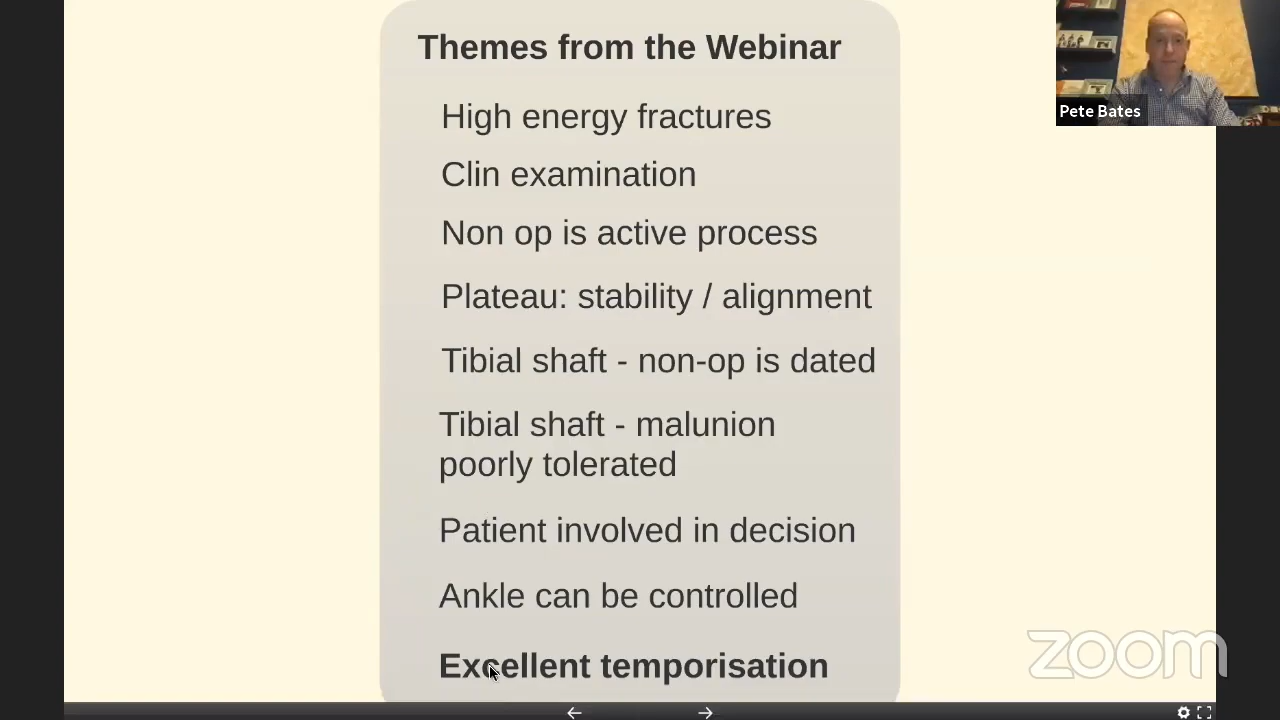 Themes from the Webinar
High energy fractures
Clin examination
Non op is active process
Plateau: stability / alignment
Tibial shaft - non-op is dated
Tibial shaft - malunion
poorly tolerated
Patient involved in decision
Ankle can be controlled
Excellent temporisation
Pete Bates
zoom